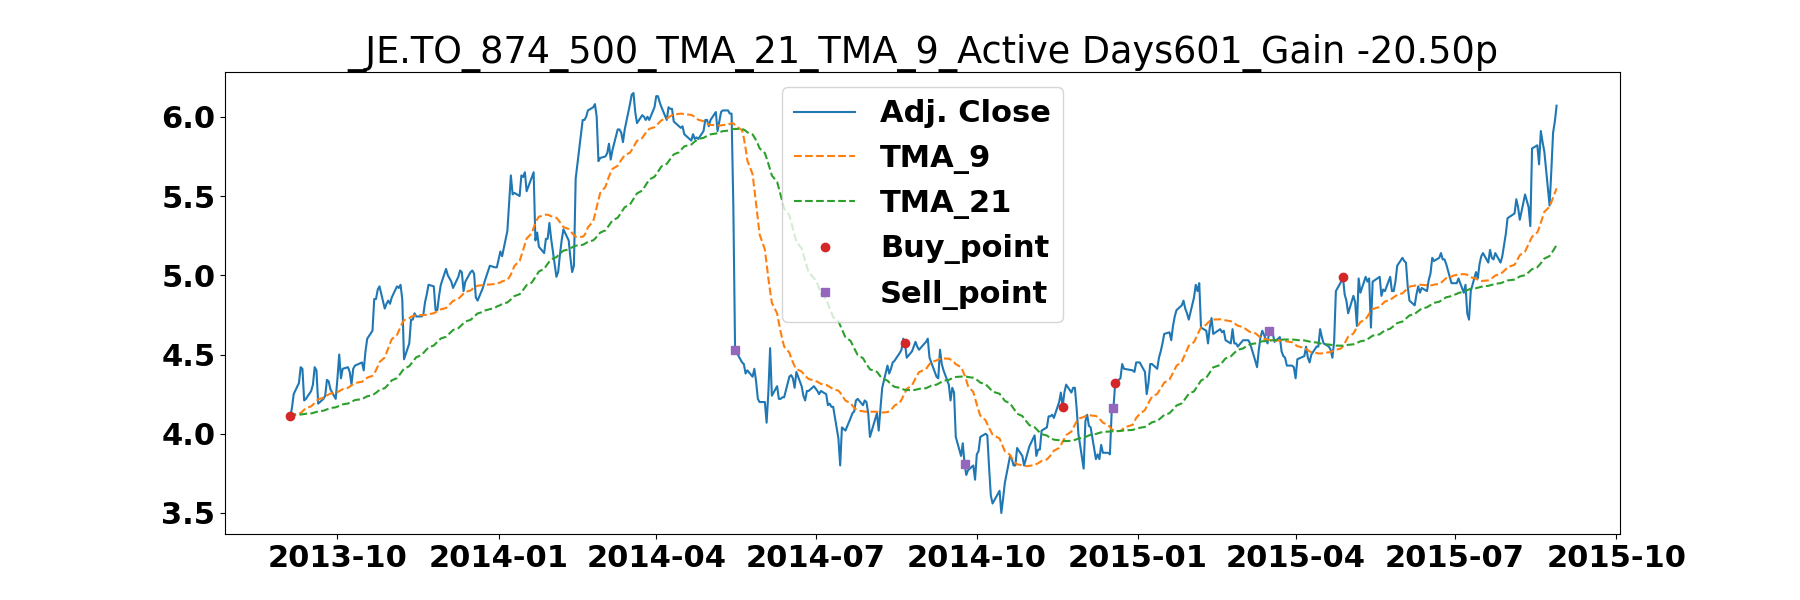 _JE.TO_874_500_TMA_21_TMA_9_Active Days601_Gain -20.50p
Adj. Close
TMA_9
TMA_21
Buy_point
Sell_point
6.0
5.5
5.0
4.5
4.0
3.5
2013-10 2014-01 2014-04 2014-07 2014-10 2015-01 2015-04 2015-07 2015-10